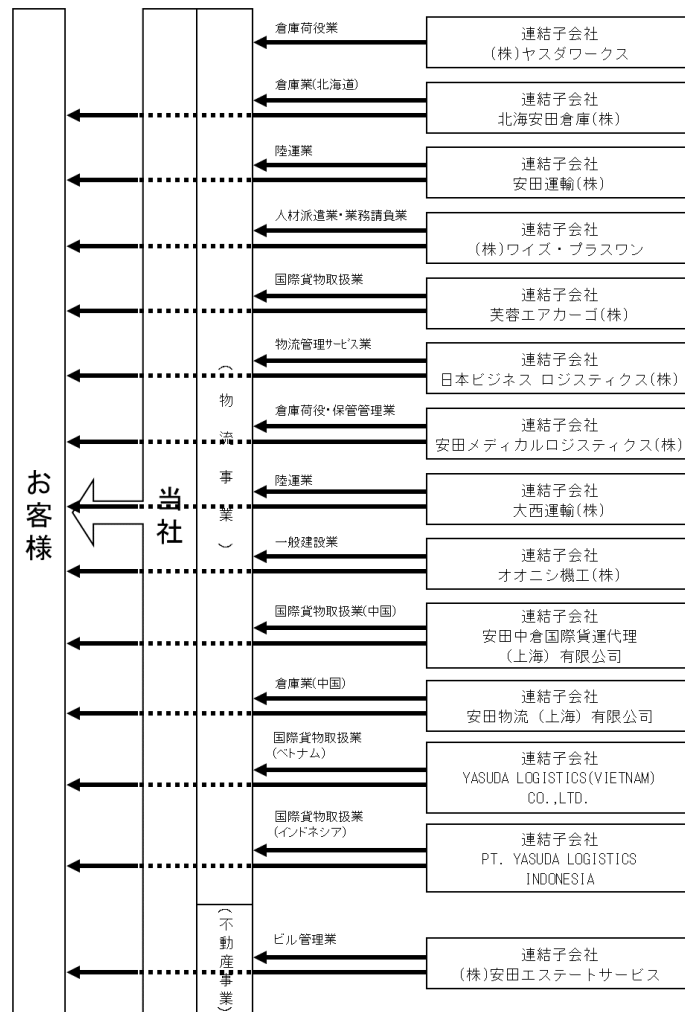 倉庫荷役業
連結子会社
(株)ヤスダワークス
倉庫業(北海道)
連結子会社
北海安田倉庫(株)
陸運業
連結子会社
安田運輸(株)
人材派遣業・業務請負業
連結子会社
(株)ワイズ・プラスワン
国際貨物取扱業
連結子会社
芙蓉エアカーゴ(株)
物流管理サービス業
連結子会社
日本ビジネス ロジスティクス(株)
倉庫荷役・保管管理業
連結子会社
安田メディカルロジスティクス(株)
陸運業
連結子会社
大西運輸(株)
一般建設業
連結子会社
オオニシ機工(株)
国際貨物取扱業(中国)
連結子会社
安田中倉国際貨運代理
(上海) 有限公司
倉庫業(中国)
連結子会社
安田物流 (上海) 有限公司
国際貨物取扱業
(ベトナム)
連結子会社
YASUDA LOGISTICS(VIETNAM)
CO.,LTD.
国際貨物取扱業
(インドネシア)
連結子会社
PT. YASUDA LOGISTICS
INDONESIA
ビル管理業
連結子会社
(株)安田エステートサービス
お客様
当社
(物流事業)
(不動産事業)